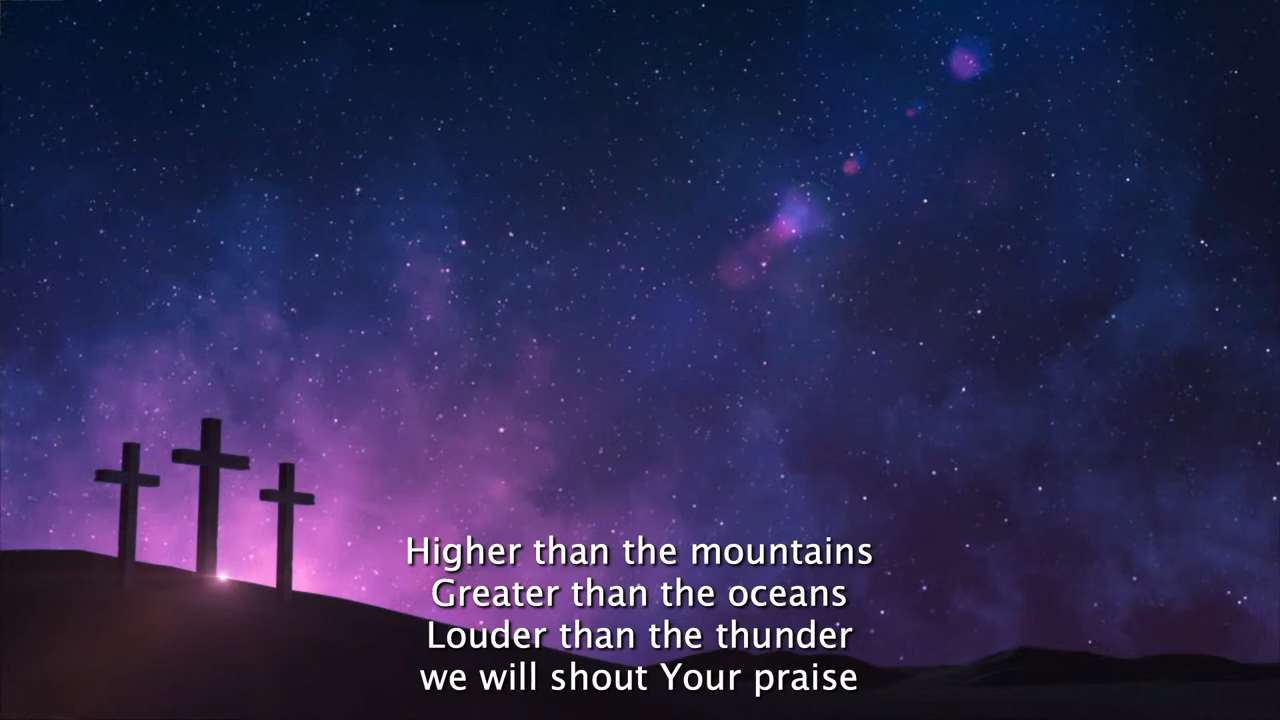 Higher than the mountains
Greater than the oceans
Louder than the thunder
we will shout Your praise